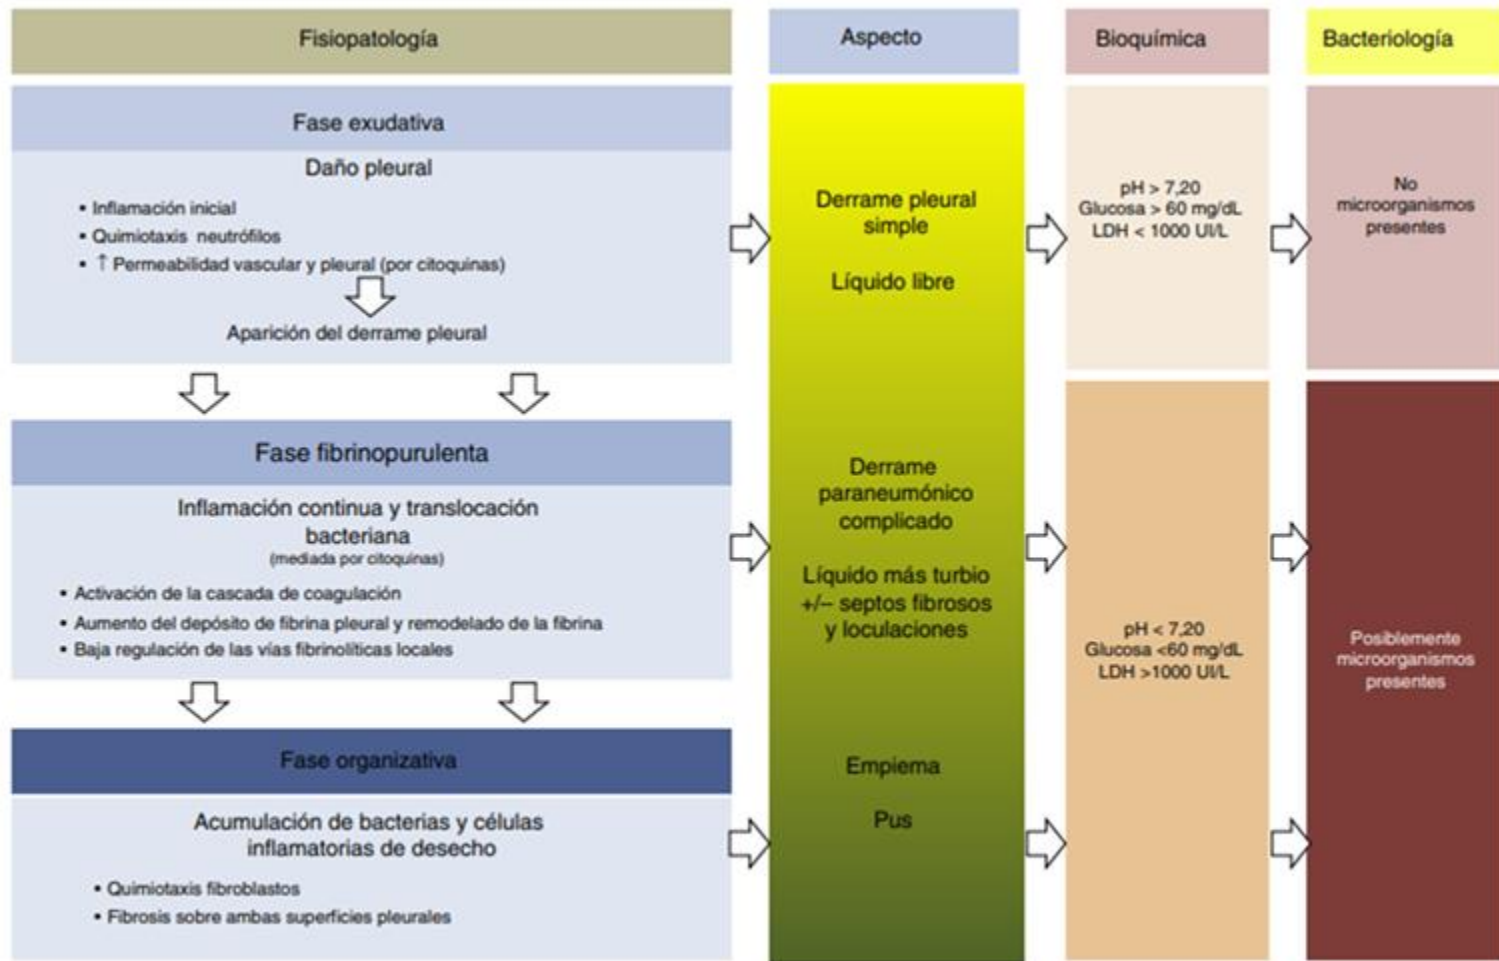 Fisiopatología
Aspecto
Bioquímica
Bacteriología
Fase exudativa
Daño pleural
• Inflamación inicial
• Quimiotaxis neutrófilos
• ↑ Permeabilidad vascular y pleural (por citoquinas)
Aparición del derrame pleural
Derrame pleural
simple
Líquido libre
pH > 7,20
Glucosa > 60 mg/dL
LDH < 1000 UI/L
No
microorganismos
presentes
Fase fibrinopurulenta
Inflamación continua y translocación
bacteriana
(mediada por citoquinas)
• Activación de la cascada de coagulación
• Aumento del depósito de fibrina pleural y remodelado de la fibrina
• Baja regulación de las vías fibrinolíticas locales
Derrame
paraneumónico
complicado
Líquido más turbio
+/− septos fibrosos
y loculaciones
pH < 7,20
Glucosa <60 mg/dL
LDH >1000 UI/L
Posiblemente
microorganismos
presentes
Fase organizativa
Acumulación de bacterias y células
inflamatorias de desecho
• Quimiotaxis fibroblastos
• Fibrosis sobre ambas superficies pleurales
Empiema
Pus